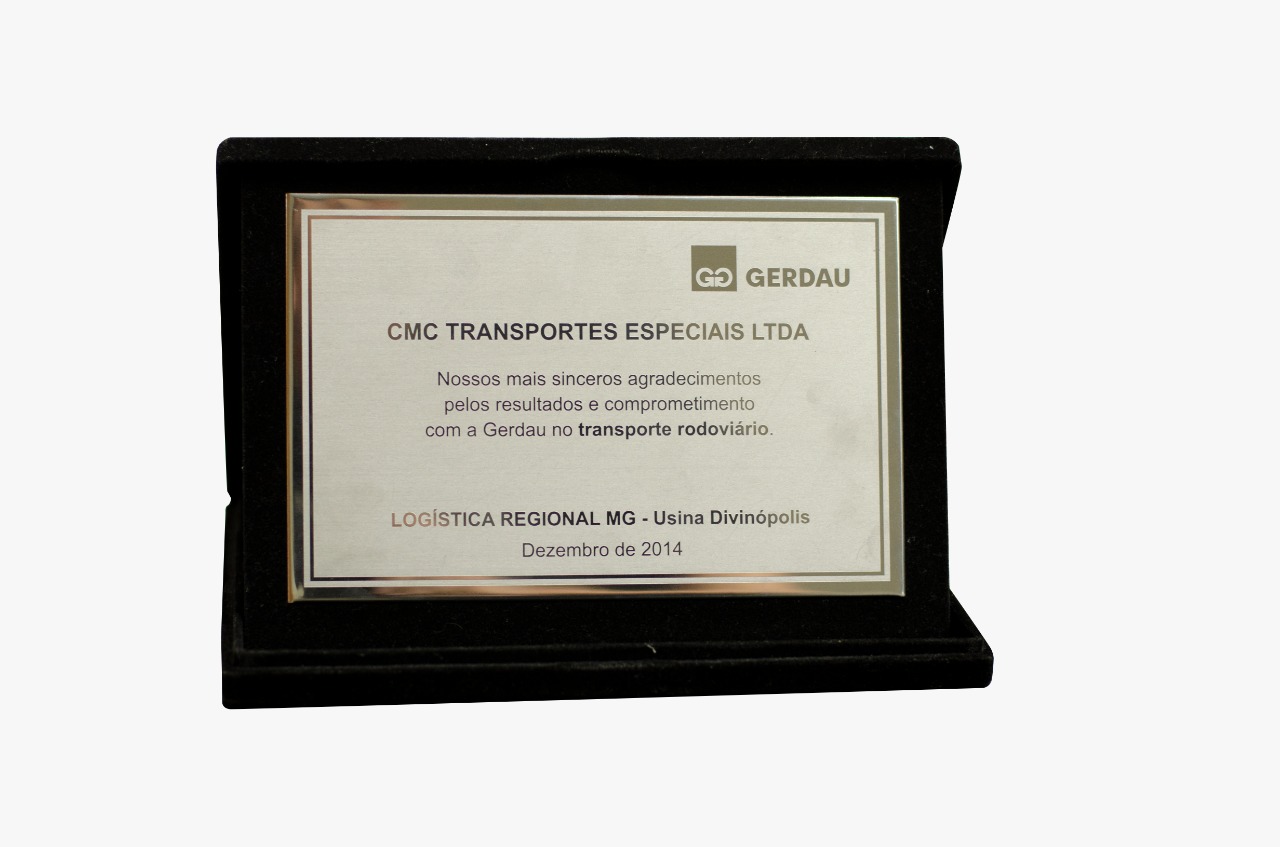 GG GERDAU
CMC TRANSPORTES ESPECIAIS LTDA
Nossos mais sinceros agradecimentos
pelos resultados e comprometimento
com a Gerdau no transporte rodoviário.
LOGÍSTICA REGIONAL MG - Usina Divinópolis
Dezembro de 2014